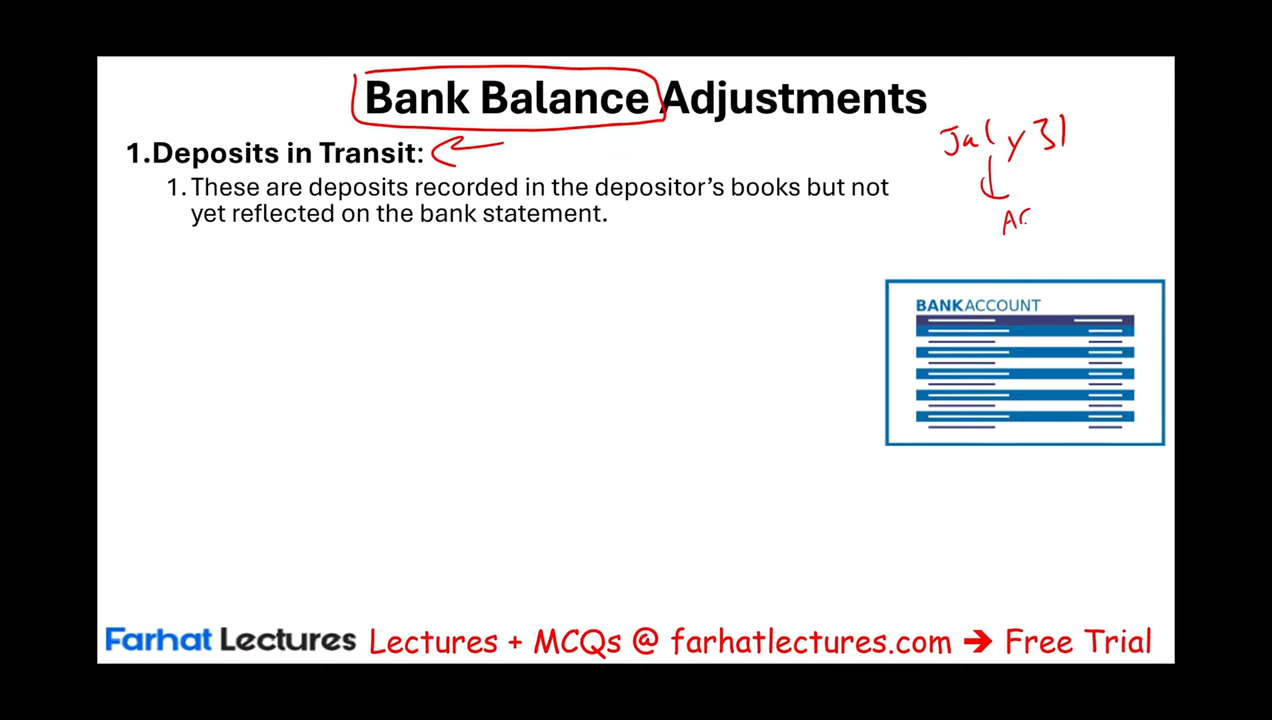 Bank Balance Adjustments
1.Deposits in Transit:
July 31
1. These are deposits recorded in the depositor's books but not
yet reflected on the bank statement.
BANKACCOUNT
Farhat Lectures Lectures + MCQs @ farhatlectures.com ➔ Free Trial